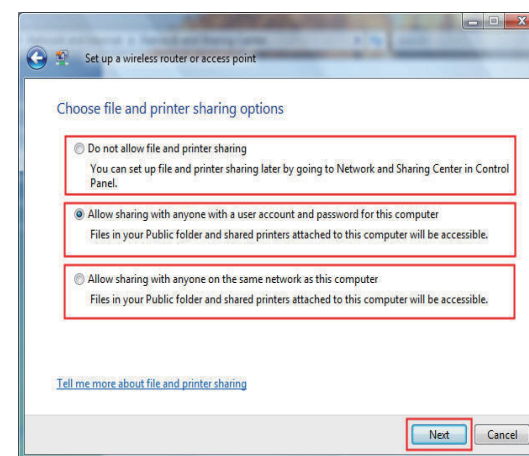 Set up a wireless router or access point
Choose file and printer sharing options
Do not allow file and printer sharing
You can set up file and printer sharing later by going to Network and Sharing Center in Control
Panel.
Allow sharing with anyone with a user account and password for this computer
Files in your Public folder and shared printers attached to this computer will be accessible.
Allow sharing with anyone on the same network as this computer
Files in your Public folder and shared printers attached to this computer will be accessible.
Tell me more about file and printer sharing
Next Cancel